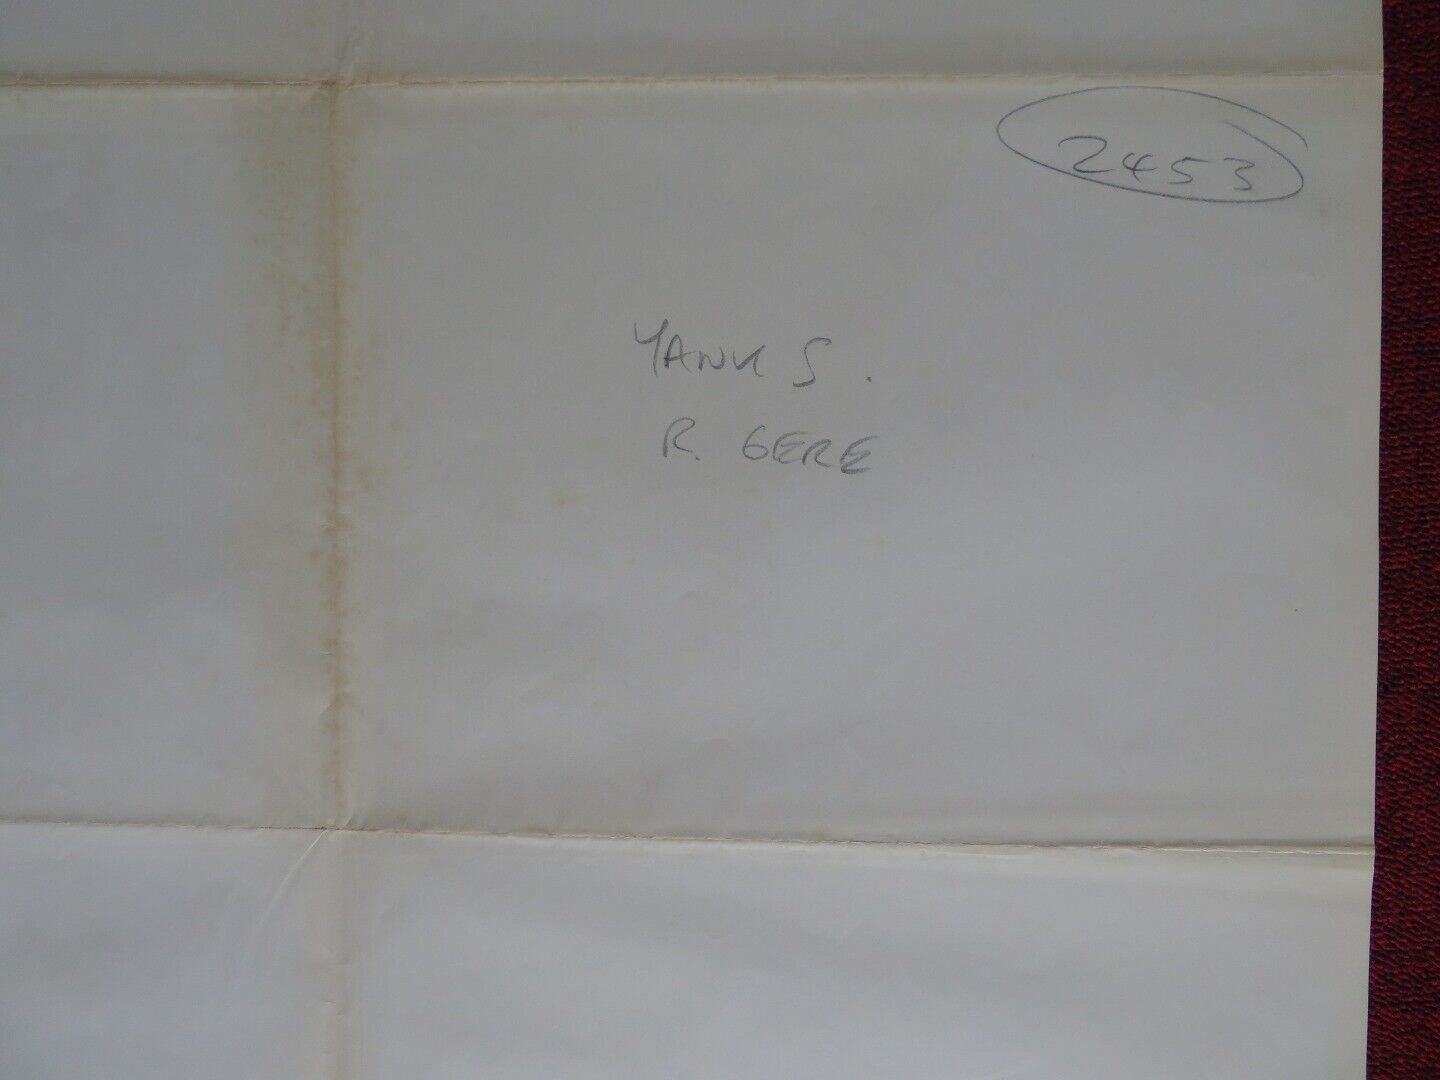 2453
YANKS.
R. GERE